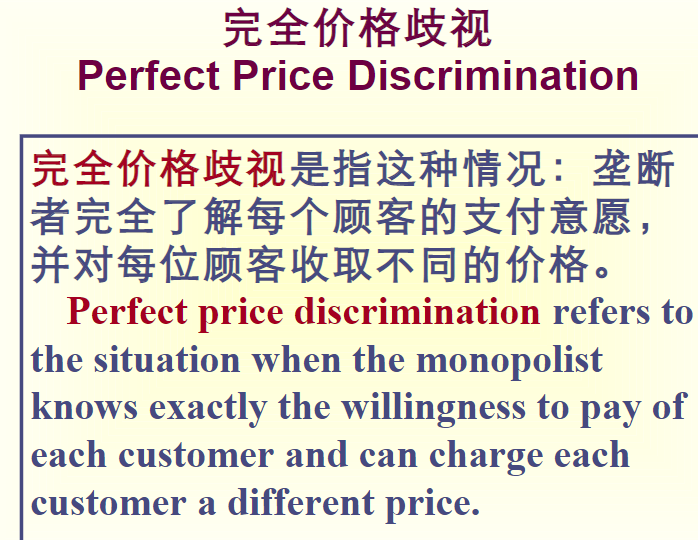 完全价格歧视
Perfect Price Discrimination
完全价格歧视是指这种情况：垄断
者完全了解每个顾客的支付意愿，
并对每位顾客收取不同的价格。
Perfect price discrimination refers to
the situation when the monopolist
knows exactly the willingness to pay of
each customer and can charge each
customer a different price.